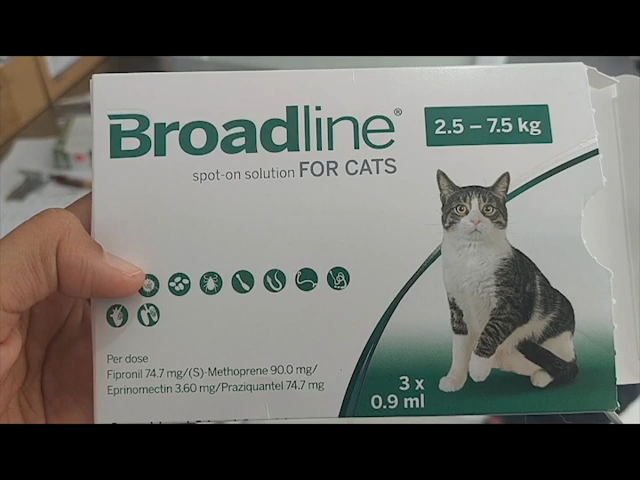 Broadline®
2.5 – 7.5 kg
spot-on solution FOR CATS
Per dose
Fipronil 74.7 mg/(S)-Methoprene 90.0 mg/
Eprinomectin 3.60 mg/Praziquantel 74.7 mg
3 x
0.9 ml